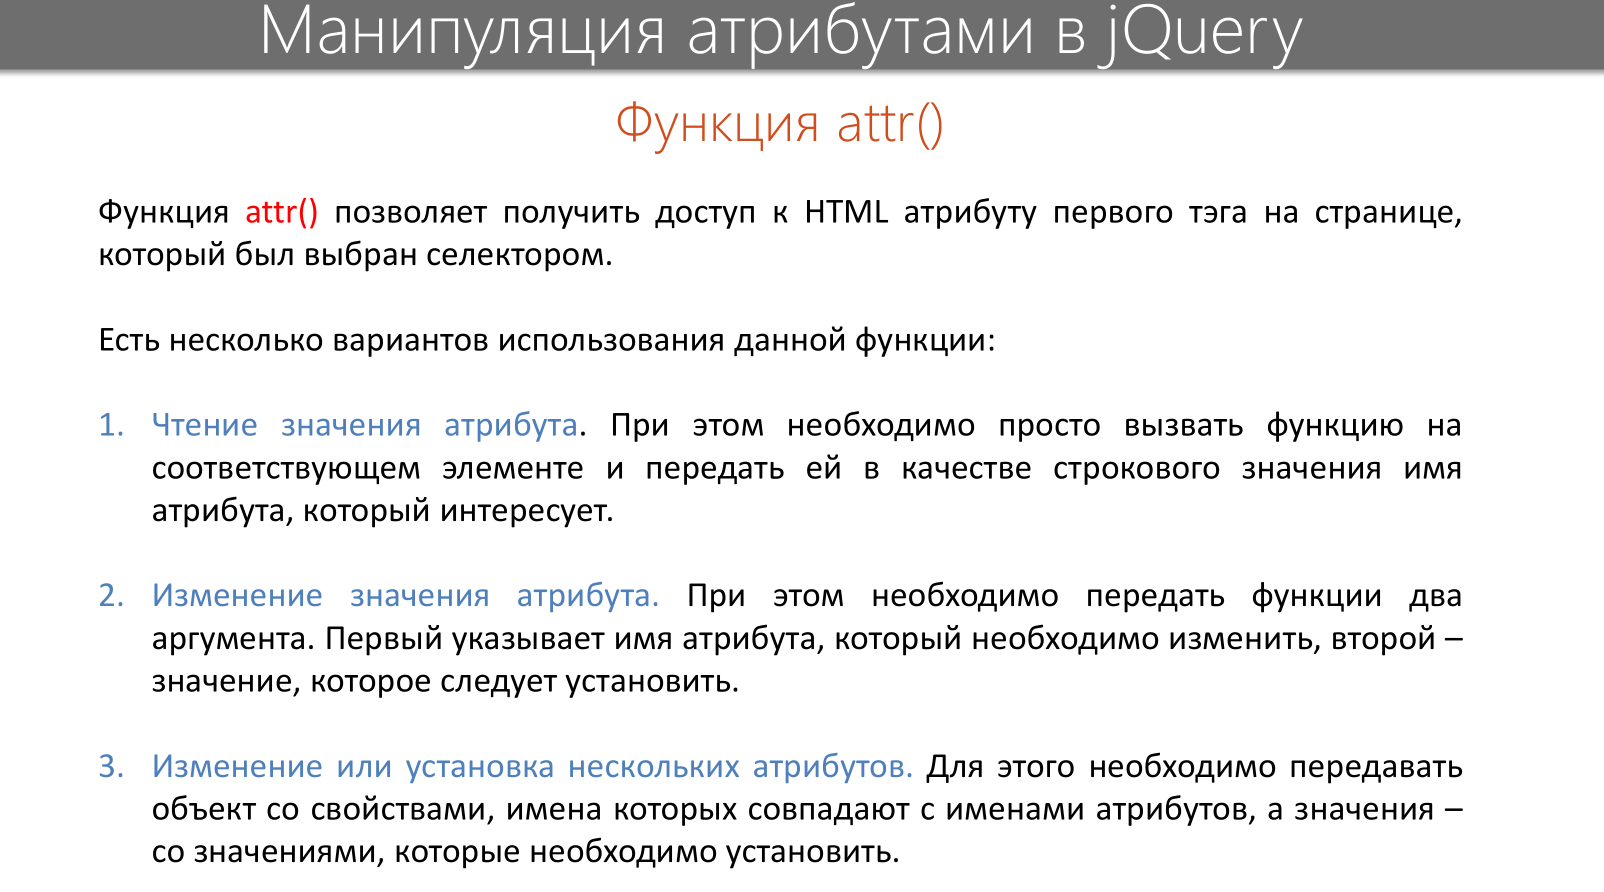 Манипуляция атрибутами в jQuery
Функция attr()
Функция attr() позволяет получить доступ к HTML атрибуту первого тэга на странице,
который был выбран селектором.
Есть несколько вариантов использования данной функции:
1. Чтение значения атрибута. При этом необходимо просто вызвать функцию на
соответствующем элементе и передать ей в качестве строкового значения имя
атрибута, который интересует.
2. Изменение значения атрибута. При этом необходимо передать функции два
аргумента. Первый указывает имя атрибута, который необходимо изменить, второй –
значение, которое следует установить.
3. Изменение или установка нескольких атрибутов. Для этого необходимо передавать
объект со свойствами, имена которых совпадают с именами атрибутов, а значения –
со значениями, которые необходимо установить.